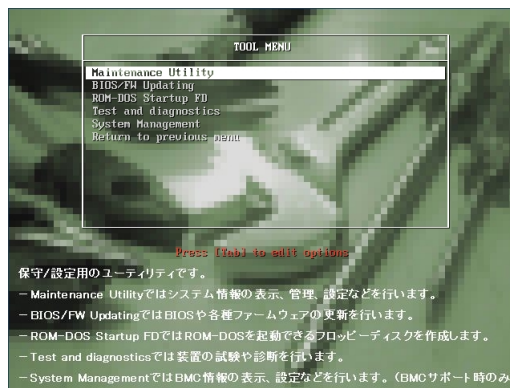 TOOL MENU
Maintenance Utility
BIOS/FW Updating
ROM-DOS Startup FD
Test and diagnostics
System Management
Return to previous menu
Press [Tab] to edit options
保守/設定用のユーティリティです。
－Maintenance Utilityではシステム情報の表示、管理、設定などを行います。
－BIOS/FW UpdatingではBIOSや各種ファームウェアの更新を行います。
－ROM-DOS Startup FDではROM-DOSを起動できるフロッピーディスクを作成します。
－Test and diagnosticsでは装置の試験や診断を行います。
－System ManagementではBMC情報の表示、設定などを行います。(BMCサポート時のみ